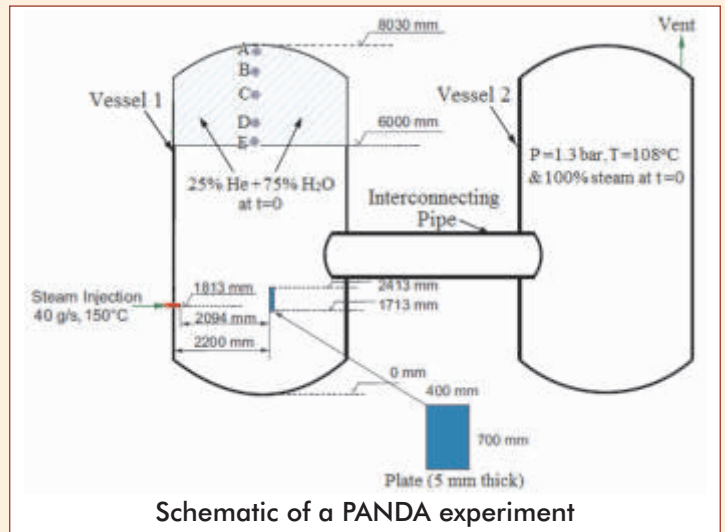 8030 mm
Vent
A
B
C
D
E
Vessel 1
Vessel 2
6000 mm
25% He+75% H₂O
at t=0
P=1.3 bar, T=108°C
& 100% steam at t=0
Interconnecting
Pipe
Steam Injection
40 g/s, 150°C
1813 mm
2094 mm
2200 mm
2413 mm
1713 mm
0 mm
400 mm
700 mm
Plate (5 mm thick)
Schematic of a PANDA experiment